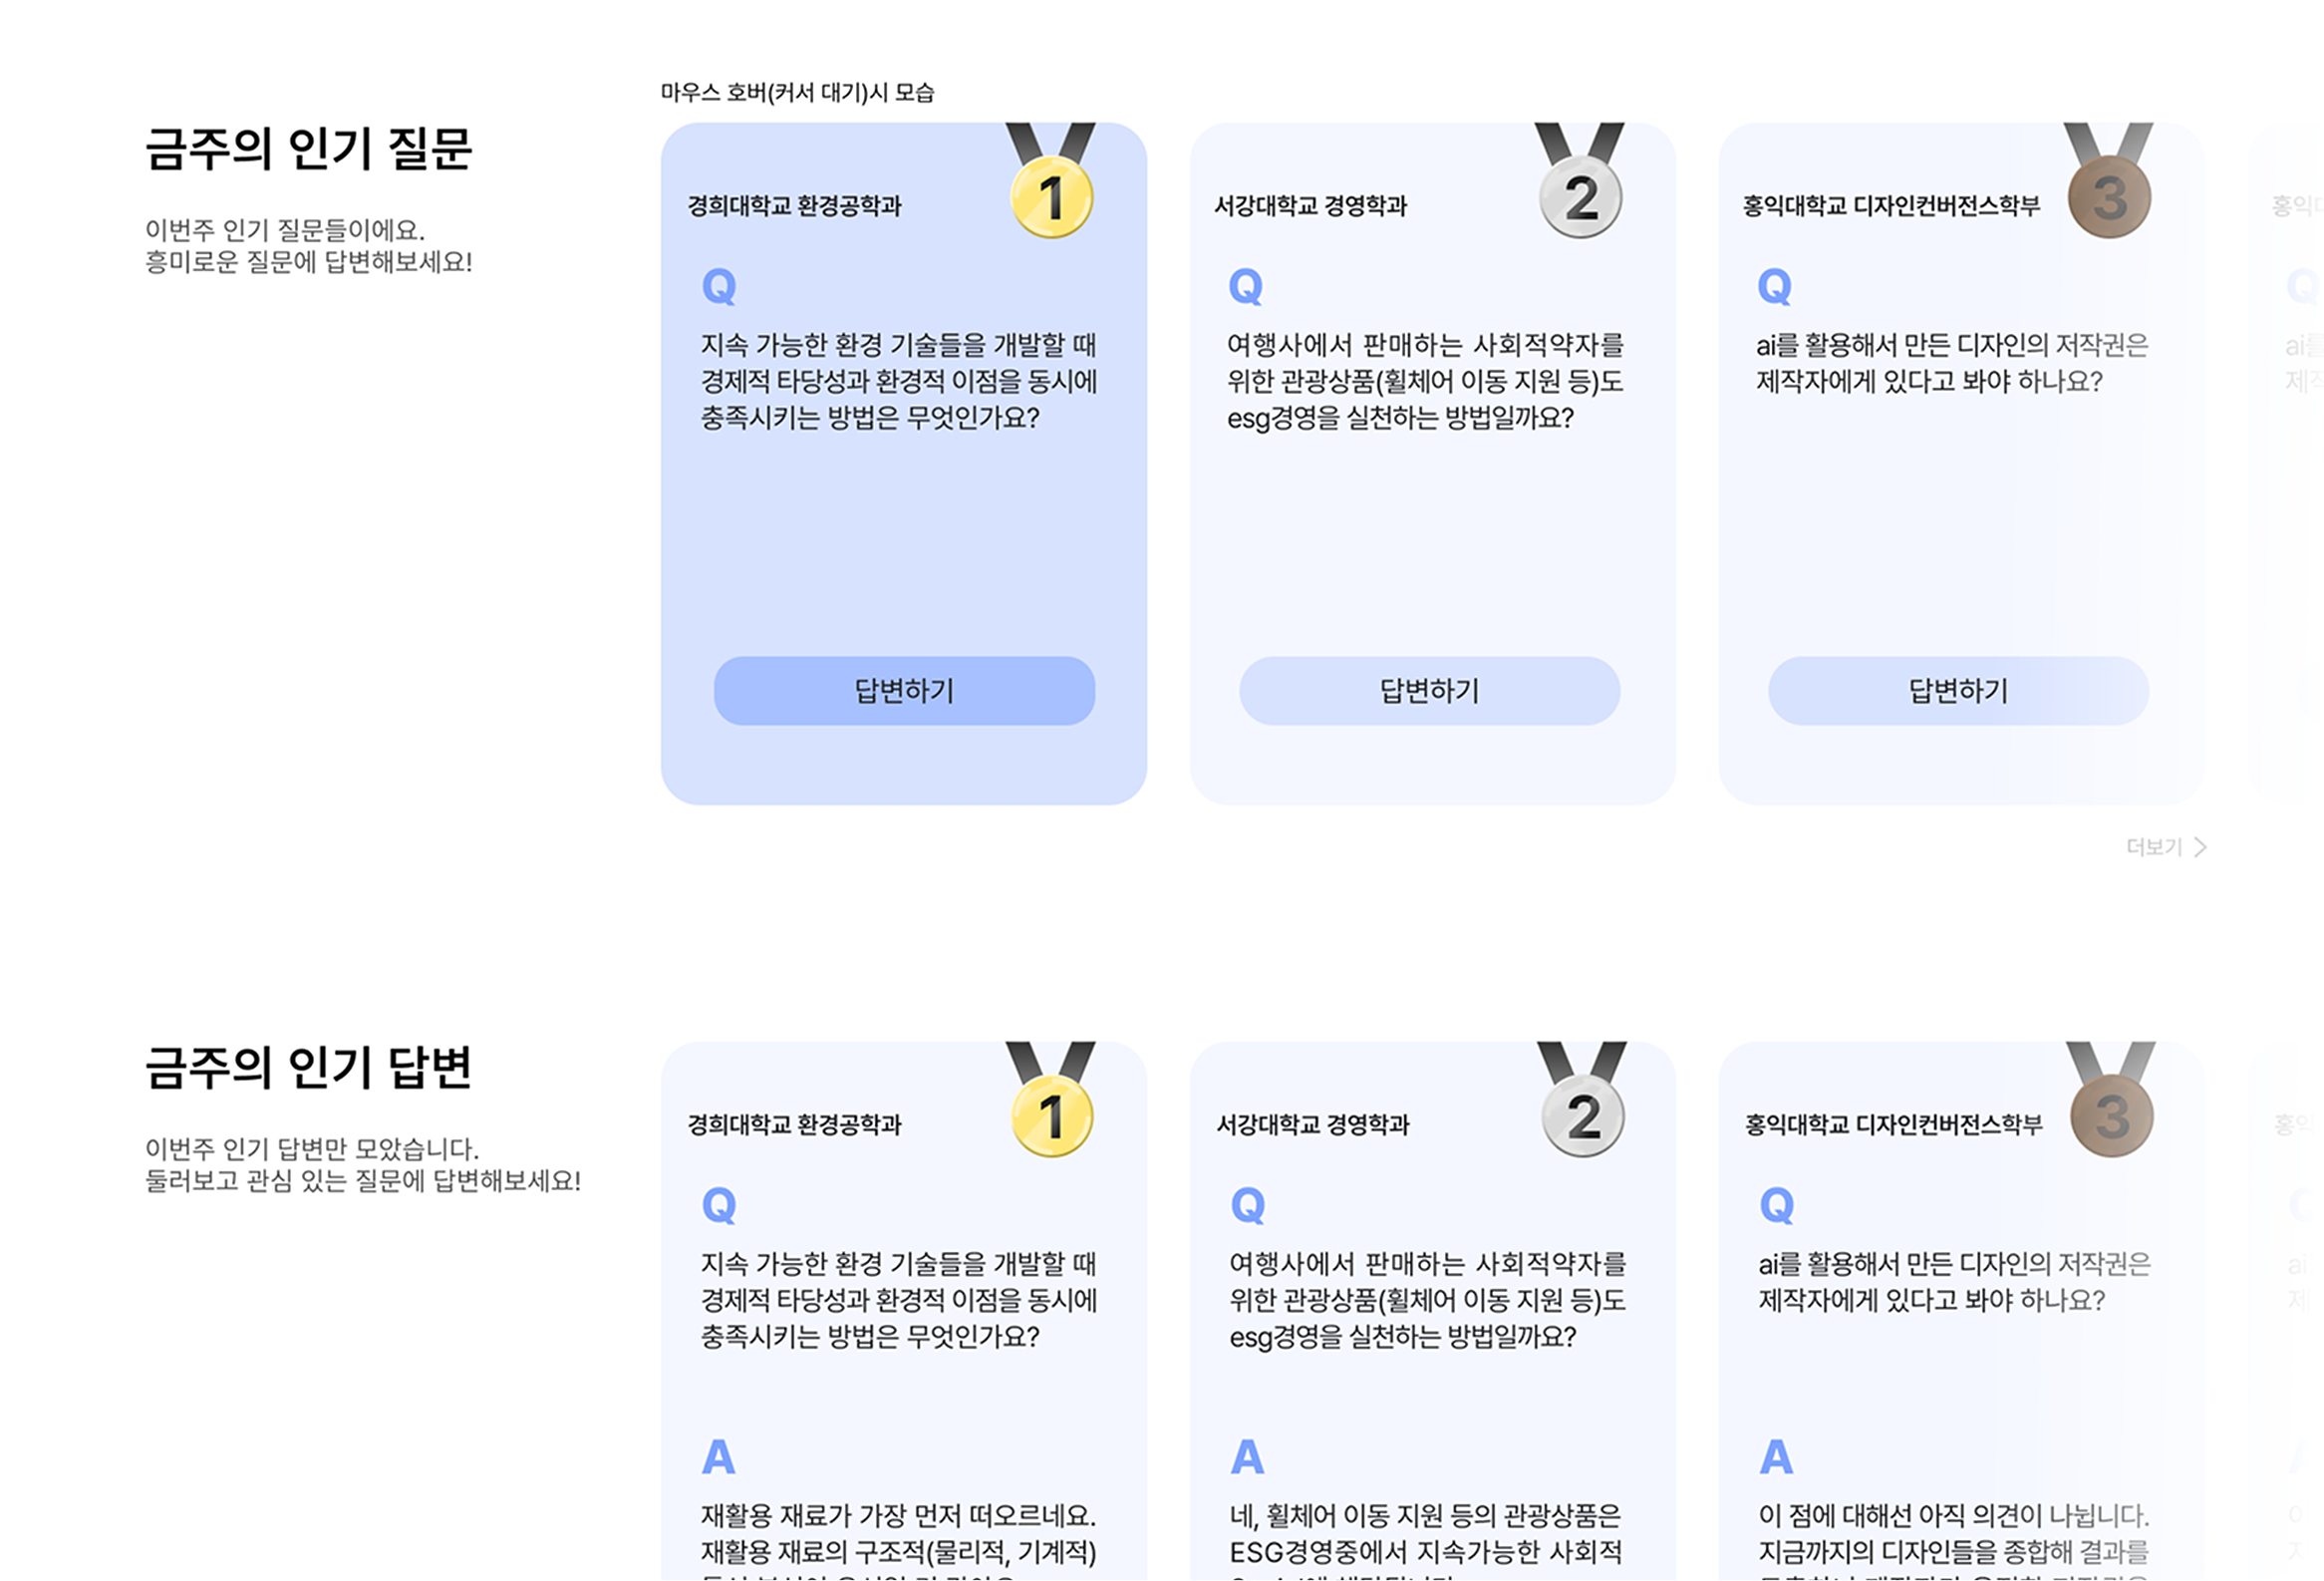 마우스 호버(커서 대기)시 모습
금주의 인기 질문
이번주 인기 질문들이에요.
흥미로운 질문에 답변해보세요!
경희대학교 환경공학과
1
Q
지속 가능한 환경 기술들을 개발할 때
경제적 타당성과 환경적 이점을 동시에
충족시키는 방법은 무엇인가요?
답변하기
서강대학교 경영학과
2
Q
여행사에서 판매하는 사회적약자를
위한 관광상품(휠체어 이동 지원 등)도
esg경영을 실천하는 방법일까요?
답변하기
홍익대학교 디자인컨버전스학부
3
Q
ai를 활용해서 만든 디자인의 저작권은
제작자에게 있다고 봐야 하나요?
답변하기
홍익
Q
ai를
제작
더보기 >
금주의 인기 답변
이번주 인기 답변만 모았습니다.
둘러보고 관심 있는 질문에 답변해보세요!
경희대학교 환경공학과
1
Q
지속 가능한 환경 기술들을 개발할 때
경제적 타당성과 환경적 이점을 동시에
충족시키는 방법은 무엇인가요?
A
재활용 재료가 가장 먼저 떠오르네요.
재활용 재료의 구조적(물리적, 기계적)
서강대학교 경영학과
2
Q
여행사에서 판매하는 사회적약자를
위한 관광상품(휠체어 이동 지원 등)도
esg경영을 실천하는 방법일까요?
A
네, 휠체어 이동 지원 등의 관광상품은
ESG경영중에서 지속가능한 사회적
홍익대학교 디자인컨버전스학부
3
Q
ai를 활용해서 만든 디자인의 저작권은
제작자에게 있다고 봐야 하나요?
A
이 점에 대해선 아직 의견이 나뉩니다.
지금까지의 디자인들을 종합해 결과를
홍익
ai
제